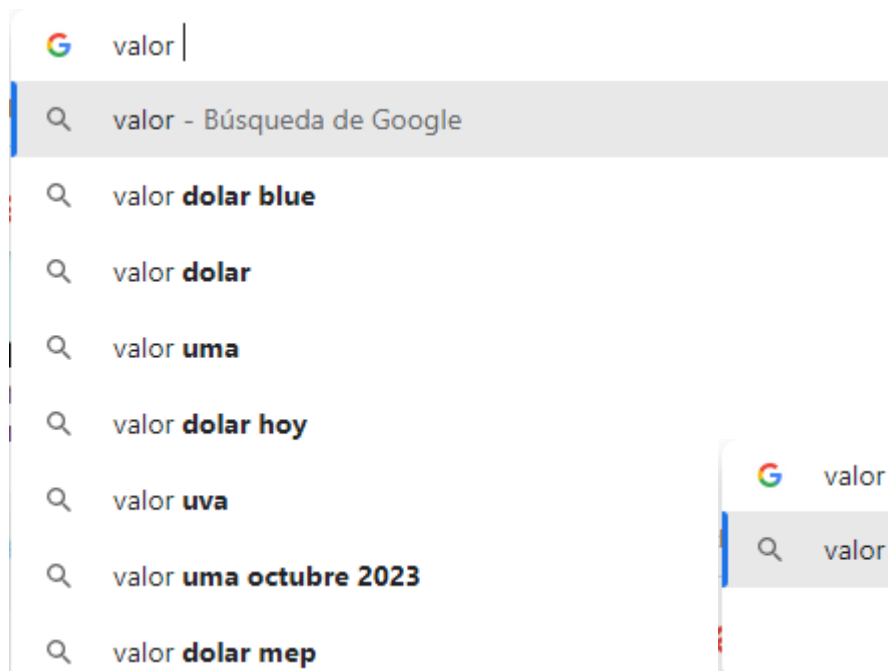 valor
valor - Búsqueda de Google
valor dolar blue
valor dolar
valor uma
valor dolar hoy
valor uva
valor uma octubre 2023
valor dolar mep
valor
valor